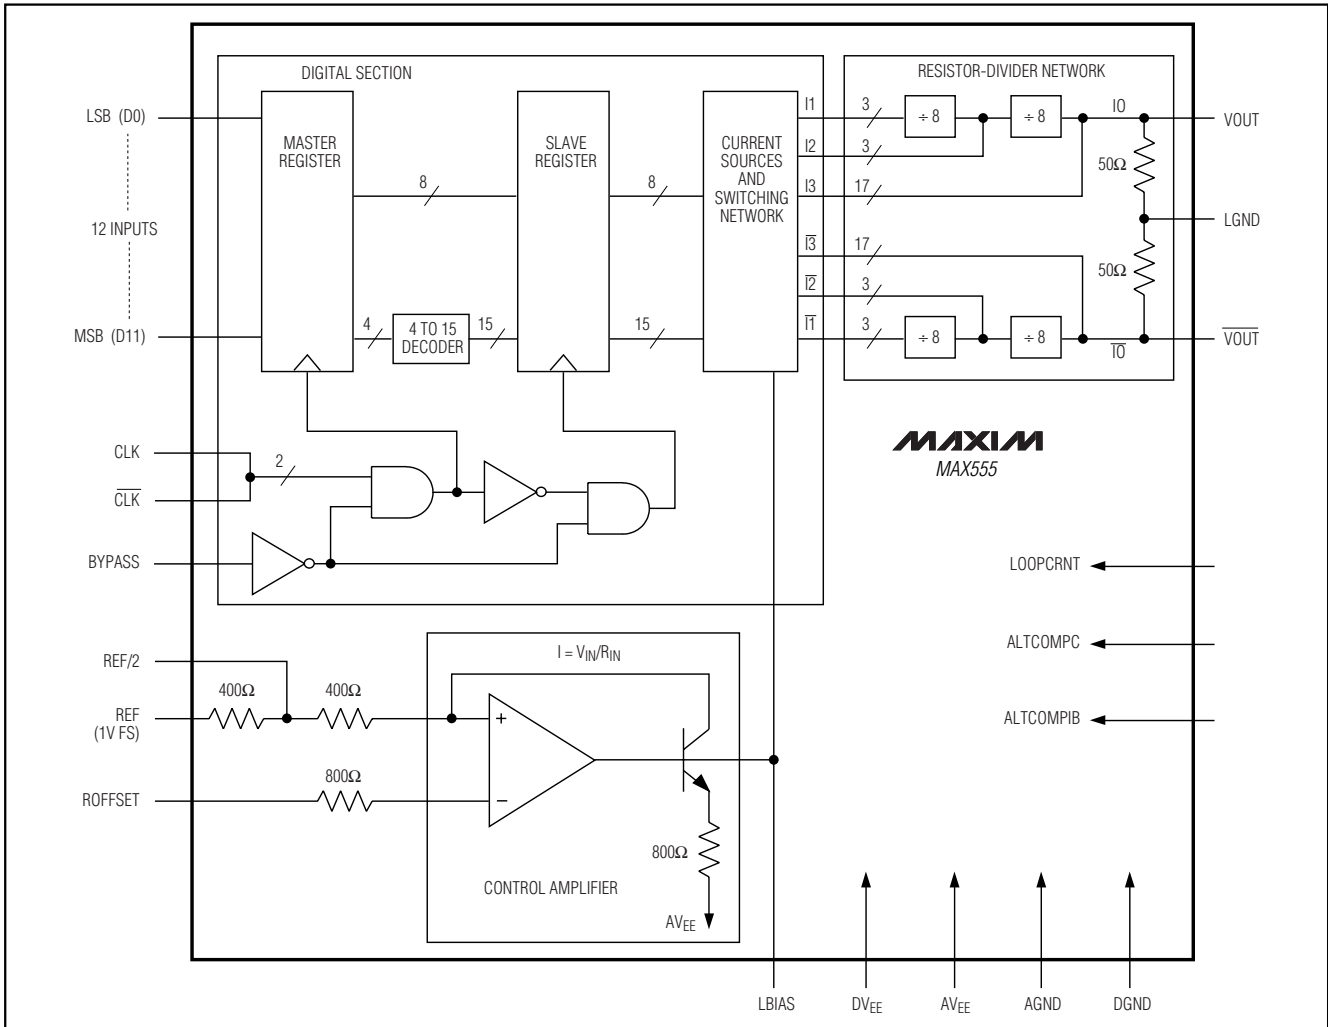 DIGITAL SECTION
RESISTOR-DIVIDER NETWORK
LSB (D0)
12 INPUTS
MSB (D11)
MASTER
REGISTER
8
4
4 TO 15
DECODER
15
SLAVE
REGISTER
8
15
CURRENT
SOURCES
AND
SWITCHING
NETWORK
I1
I2
I3
I3
I2
I1
3
3
17
17
3
3
÷ 8
÷ 8
÷ 8
÷ 8
IO
IO
50Ω
50Ω
VOUT
LGND
VOUT
CLK
CLK
2
BYPASS
MAXIM
MAX555
LOOPCRNT
ALTCOMPC
ALTCOMPIB
REF/2
400Ω
400Ω
REF
(1V FS)
800Ω
ROFFSET
I = VIN/RIN
+
−
800Ω
AVEE
CONTROL AMPLIFIER
LBIAS
DVEE
AVEE
AGND
DGND